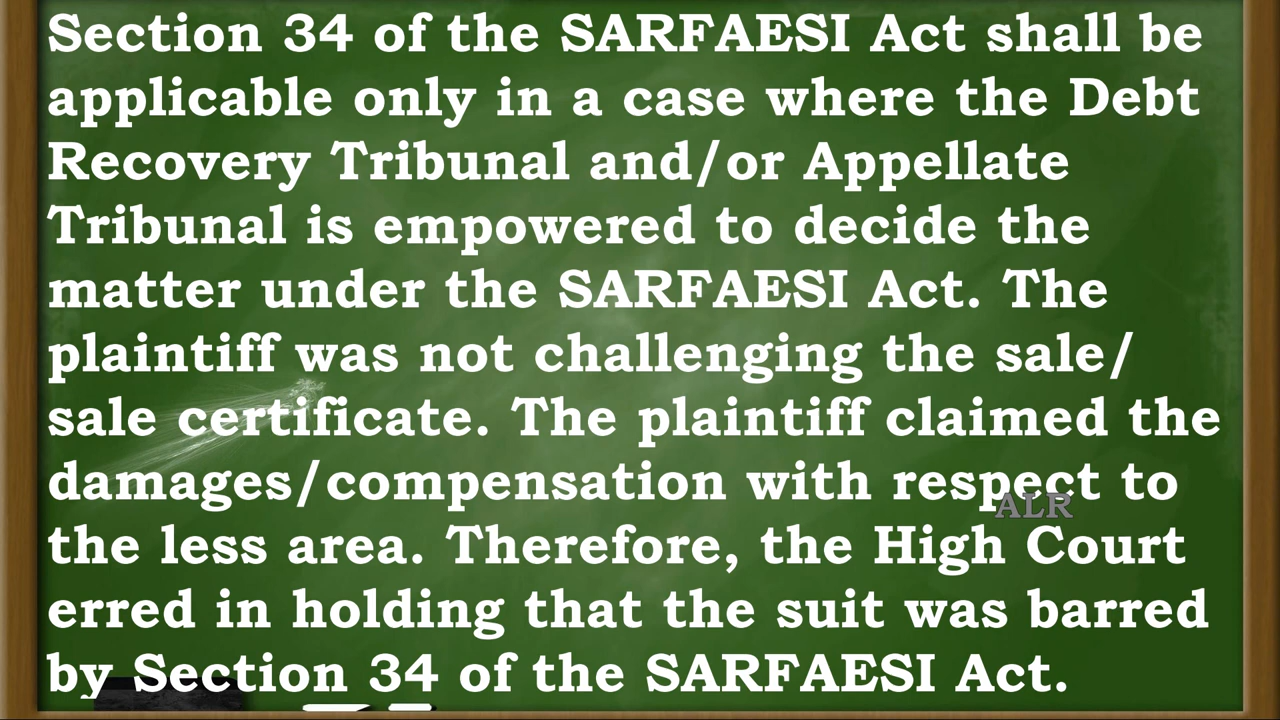 Section 34 of the SARFAESI Act shall be
applicable only in a case where the Debt
Recovery Tribunal and/or Appellate
Tribunal is empowered to decide the
matter under the SARFAESI Act. The
plaintiff was not challenging the sale/
sale certificate. The plaintiff claimed the
damages/compensation with respect to
ALR
the less area. Therefore, the High Court
erred in holding that the suit was barred
by Section 34 of the SARFAESI Act.